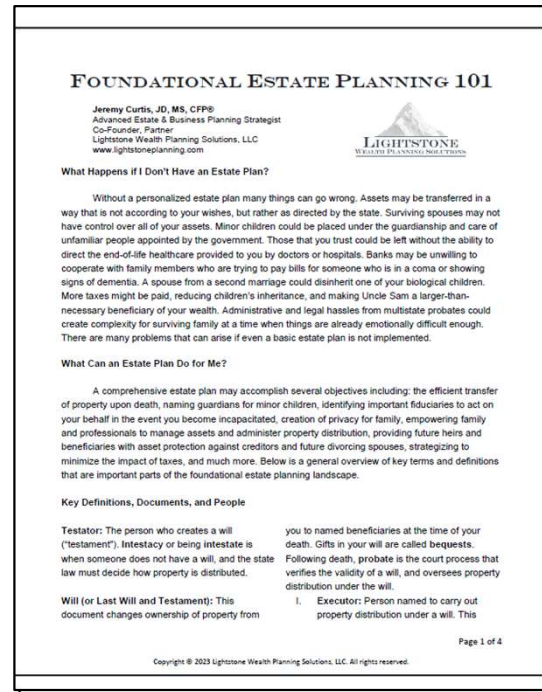 FOUNDATIONAL ESTATE PLANNING 101
Jeremy Curtis, JD, MS, CFP®
Advanced Estate & Business Planning Strategist
Co-Founder, Partner
Lightstone Wealth Planning Solutions, LLC
www.lightstoneplanning.com
LIGHTSTONE
WEALTH PLANNING SOLUTIONS
What Happens if I Don't Have an Estate Plan?
Without a personalized estate plan many things can go wrong. Assets may be transferred in a
way that is not according to your wishes, but rather as directed by the state. Surviving spouses may not
have control over all of your assets. Minor children could be placed under the guardianship and care of
unfamiliar people appointed by the government. Those that you trust could be left without the ability to
direct the end-of-life healthcare provided to you by doctors or hospitals. Banks may be unwilling to
cooperate with family members who are trying to pay bills for someone who is in a coma or showing
signs of dementia. A spouse from a second marriage could disinherit one of your biological children.
More taxes might be paid, reducing children's inheritance, and making Uncle Sam a larger-than-
necessary beneficiary of your wealth. Administrative and legal hassles from multistate probates could
create complexity for surviving family at a time when things are already emotionally difficult enough.
There are many problems that can arise if even a basic estate plan is not implemented.
What Can an Estate Plan Do for Me?
A comprehensive estate plan may accomplish several objectives including: the efficient transfer
of property upon death, naming guardians for minor children, identifying important fiduciaries to act on
your behalf in the event you become incapacitated, creation of privacy for family, empowering family
and professionals to manage assets and administer property distribution, providing future heirs and
beneficiaries with asset protection against creditors and future divorcing spouses, strategizing to
minimize the impact of taxes, and much more. Below is a general overview of key terms and definitions
that are important parts of the foundational estate planning landscape.
Key Definitions, Documents, and People
Testator: The person who creates a will
("testament"). Intestacy or being intestate is
when someone does not have a will, and the state
law must decide how property is distributed.
Will (or Last Will and Testament): This
document changes ownership of property from
you to named beneficiaries at the time of your
death. Gifts in your will are called bequests.
Following death, probate is the court process that
verifies the validity of a will, and oversees property
distribution under the will.
I. Executor: Person named to carry out
property distribution under a will. This
Page 1 of 4
Copyright © 2023 Lightstone Wealth Planning Solutions, LLC. All rights reserved.